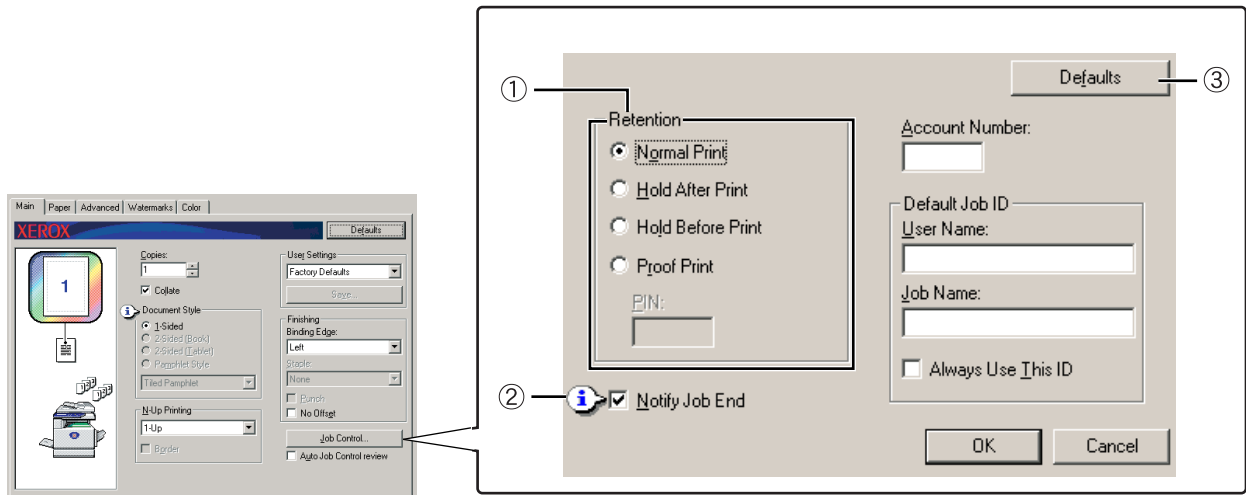 Main Paper Advanced Watermarks Color
XEROX
Defaults
1
Copies:
1
Collate
Document Style
1-Sided
2-Sided (Book)
2-Sided (Tablet)
Pamphlet Style
Tiled Pamphlet
N-Up Printing
1-Up
Border
User Settings
Factory Defaults
Save...
Finishing
Binding Edge:
Left
Staple:
None
Punch
No Offset
Job Control...
Auto Job Control review
①
Retention
Normal Print
Hold After Print
Hold Before Print
Proof Print
PIN:
②
Notify Job End
Defaults
③
Account Number:
Default Job ID
User Name:
Job Name:
Always Use This ID
OK
Cancel